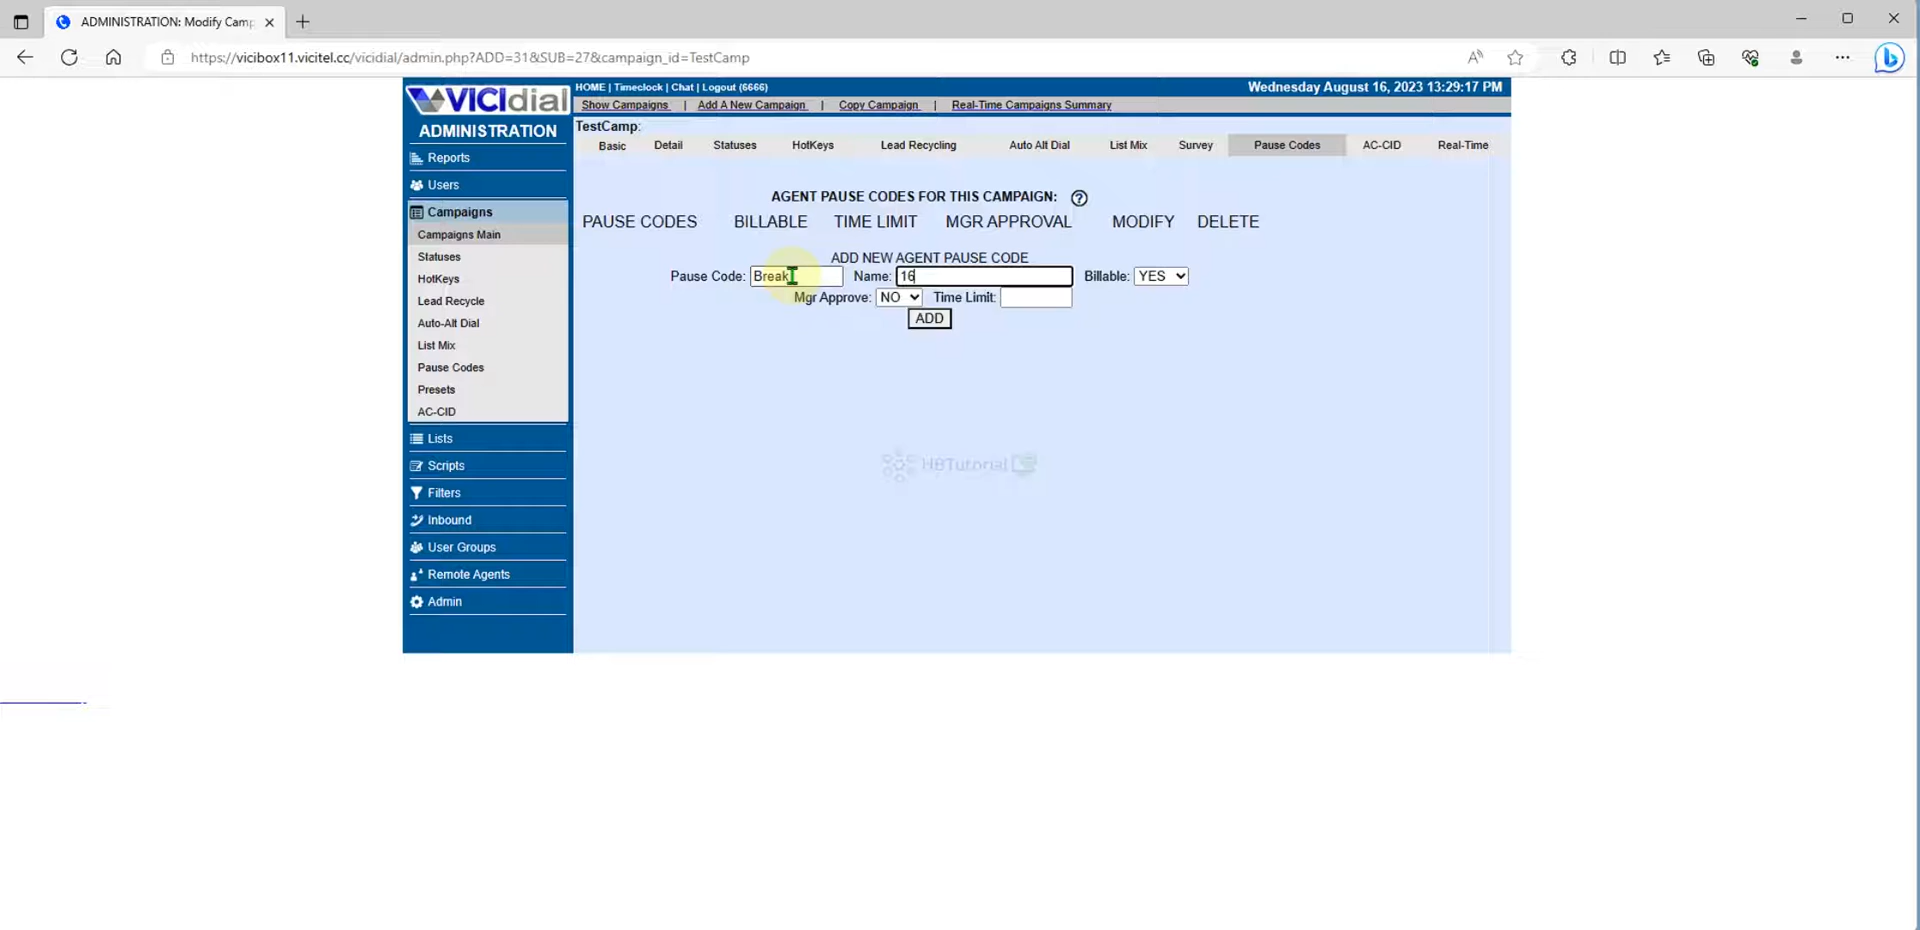 ADMINISTRATION: Modify Camp
https://vicibox11.vicitel.cc/vicidial/admin.php?ADD=31&SUB=27&campaign_id=TestCamp
VICIdial
HOME | Timeclock | Chat | Logout (6666)
Wednesday August 16, 2023 13:29:17 PM
Show Campaigns | Add A New Campaign | Copy Campaign | Real-Time Campaigns Summary
ADMINISTRATION
TestCamp:
Basic Detail Statuses HotKeys Lead Recycling Auto Alt Dial List Mix Survey Pause Codes AC-CID Real-Time
Reports
Users
Campaigns
Campaigns Main
Statuses
HotKeys
Lead Recycle
Auto-Alt Dial
List Mix
Pause Codes
Presets
AC-CID
Lists
Scripts
Filters
Inbound
User Groups
Remote Agents
Admin
AGENT PAUSE CODES FOR THIS CAMPAIGN: ?
PAUSE CODES BILLABLE TIME LIMIT MGR APPROVAL MODIFY DELETE
ADD NEW AGENT PAUSE CODE
Pause Code: Break Name: 16 Billable: YES
Mgr Approve: NO Time Limit:
ADD
HBTutorial